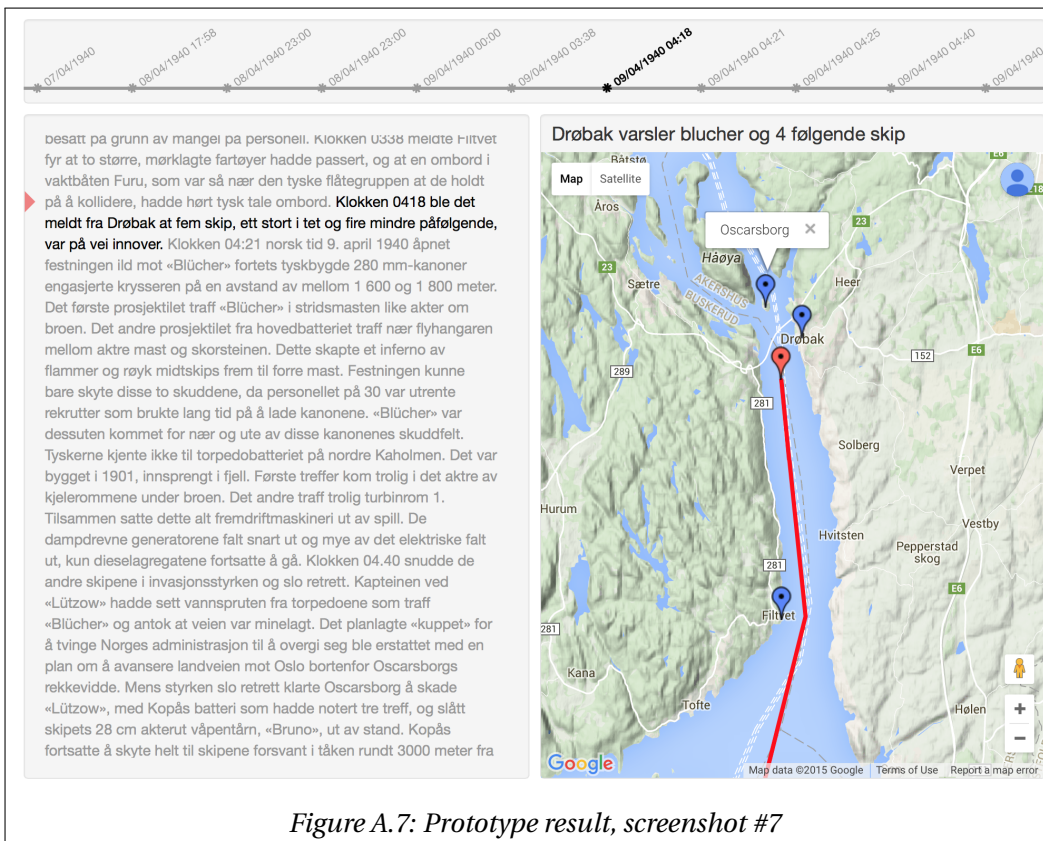 07/04/1940
08/04/1940 17:58
08/04/1940 23:00
08/04/1940 23:00
09/04/1940 00:00
09/04/1940 03:38
09/04/1940 04:18
09/04/1940 04:21
09/04/1940 04:25
09/04/1940 04:40
09/04/1940
besatt på grunn av mangel på personell. Klokken 0338 meldte Filtvet
fyr at to større, mørklagte fartøyer hadde passert, og at en ombord i
vaktbåten Furu, som var så nær den tyske flåtegruppen at de holdt
på å kollidere, hadde hørt tysk tale ombord. Klokken 0418 ble det
meldt fra Drøbak at fem skip, ett stort i tet og fire mindre påfølgende,
var på vei innover. Klokken 04:21 norsk tid 9. april 1940 åpnet
festningen ild mot «Blücher» fortets tyskbygde 280 mm-kanoner
engasjerte krysseren på en avstand av mellom 1 600 og 1 800 meter.
Det første prosjektilet traff «Blücher» i stridsmasten like akter om
broen. Det andre prosjektilet fra hovedbatteriet traff nær flyhangaren
mellom aktre mast og skorsteinen. Dette skapte et inferno av
flammer og røyk midtskips frem til forre mast. Festningen kunne
bare skyte disse to skuddene, da personellet på 30 var utrente
rekrutter som brukte lang tid på å lade kanonene. «Blücher» var
dessuten kommet for nær og ute av disse kanonenes skuddfelt.
Tyskerne kjente ikke til torpedobatteriet på nordre Kaholmen. Det var
bygget i 1901, innsprengt i fjell. Første treffer kom trolig i det aktre av
kjelerommene under broen. Det andre traff trolig turbinrom 1.
Tilsammen satte dette alt fremdriftmaskineri ut av spill. De
dampdrevne generatorene falt snart ut og mye av det elektriske falt
ut, kun dieselagregatene fortsatte å gå. Klokken 04.40 snudde de
andre skipene i invasjonsstyrken og slo retrett. Kapteinen ved
«Lützow» hadde sett vannspruten fra torpedoene som traff
«Blücher» og antok at veien var minelagt. Det planlagte «kuppet» for
å tvinge Norges administrasjon til å overgi seg ble erstattet med en
plan om å avansere landveien mot Oslo bortenfor Oscarsborgs
rekkevidde. Mens styrken slo retrett klarte Oscarsborg å skade
«Lützow», med Kopås batteri som hadde notert tre treff, og slått
skipets 28 cm akterut våpentårn, «Bruno», ut av stand. Kopås
fortsatte å skyte helt til skipene forsvant i tåken rundt 3000 meter fra
Drøbak varsler blucher og 4 følgende skip
Båtstø
E6
Map
Satellite
Åros
23
Oscarsborg
Håøya
23
Sætre
Heer
AKERSHUS
BUSKERUD
Drøbak
152
E6
289
281
Solberg
Verpet
Hurum
Vestby
Hvitsten
Pepperstad
skog
281
Filtvet
281
Kana
Tofte
Hølen
Google
Map data ©2015 Google
Terms of Use
Report a map error
Figure A.7: Prototype result, screenshot #7